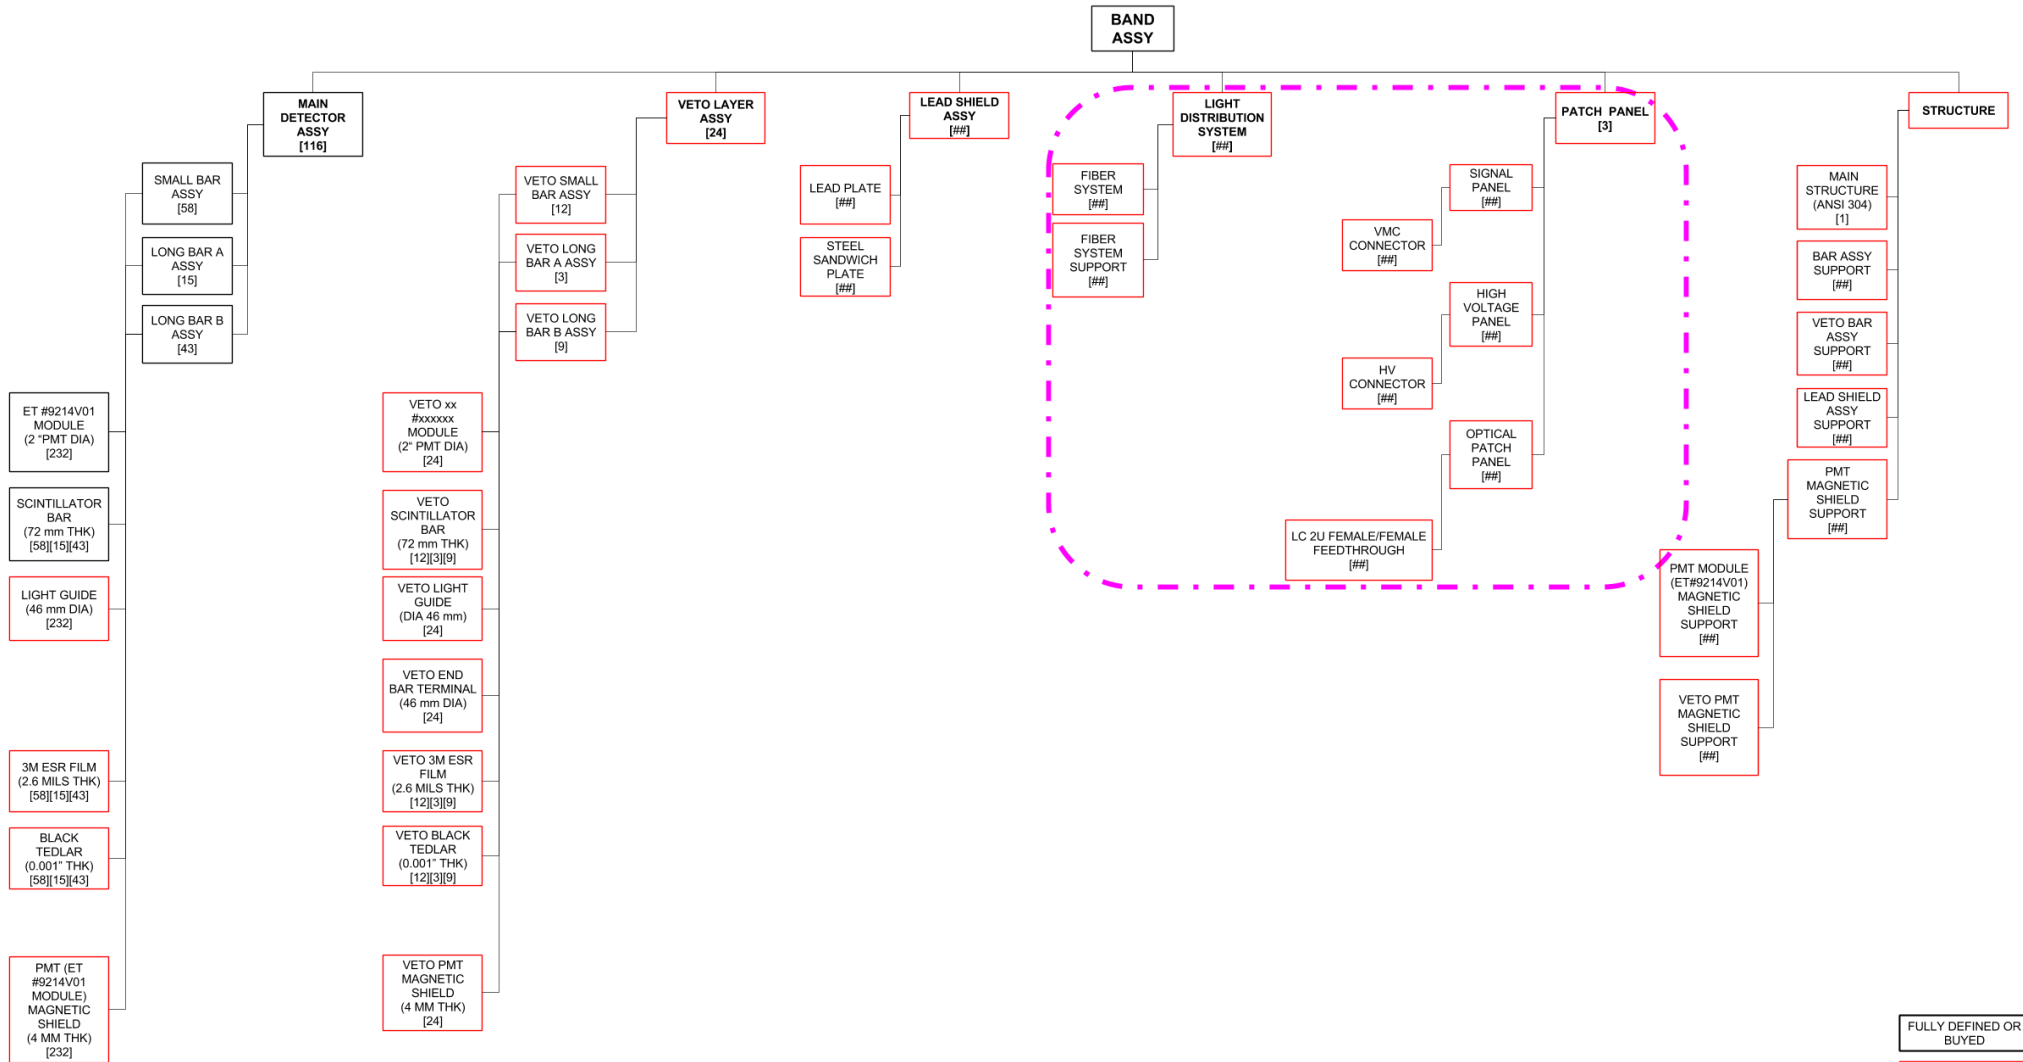 BAND
ASSY
MAIN
DETECTOR
ASSY
[116]
SMALL BAR
ASSY
[58]
LONG BAR A
ASSY
[15]
LONG BAR B
ASSY
[43]
ET #9214V01
MODULE
(2 “PMT DIA)
[232]
SCINTILLATOR
BAR
(72 mm THK)
[58][15][43]
LIGHT GUIDE
(46 mm DIA)
[232]
3M ESR FILM
(2.6 MILS THK)
[58][15][43]
BLACK
TEDLAR
(0.001” THK)
[58][15][43]
PMT (ET
#9214V01
MODULE)
MAGNETIC
SHIELD
(4 MM THK)
[232]
VETO LAYER
ASSY
[24]
VETO SMALL
BAR ASSY
[12]
VETO LONG
BAR A ASSY
[3]
VETO LONG
BAR B ASSY
[9]
VETO xx
#xxxxxx
MODULE
(2“ PMT DIA)
[24]
VETO
SCINTILLATOR
BAR
(72 mm THK)
[12][3][9]
VETO LIGHT
GUIDE
(DIA 46 mm)
[24]
VETO END
BAR TERMINAL
(46 mm DIA)
[24]
VETO 3M ESR
FILM
(2.6 MILS THK)
[12][3][9]
VETO BLACK
TEDLAR
(0.001” THK)
[12][3][9]
VETO PMT
MAGNETIC
SHIELD
(4 MM THK)
[24]
LEAD SHIELD
ASSY
[##]
LEAD PLATE
[##]
STEEL
SANDWICH
PLATE
[##]
LIGHT
DISTRIBUTION
SYSTEM
[##]
FIBER
SYSTEM
[##]
FIBER
SYSTEM
SUPPORT
[##]
PATCH PANEL
[3]
SIGNAL
PANEL
[##]
VMC
CONNECTOR
[##]
HIGH
VOLTAGE
PANEL
[##]
HV
CONNECTOR
[##]
OPTICAL
PATCH
PANEL
[##]
LC 2U FEMALE/FEMALE
FEEDTHROUGH
[##]
STRUCTURE
MAIN
STRUCTURE
(ANSI 304)
[1]
BAR ASSY
SUPPORT
[##]
VETO BAR
ASSY
SUPPORT
[##]
LEAD SHIELD
ASSY
SUPPORT
[##]
PMT
MAGNETIC
SHIELD
SUPPORT
[##]
PMT MODULE
(ET#9214V01)
MAGNETIC
SHIELD
SUPPORT
[##]
VETO PMT
MAGNETIC
SHIELD
SUPPORT
[##]
FULLY DEFINED OR
BUYED